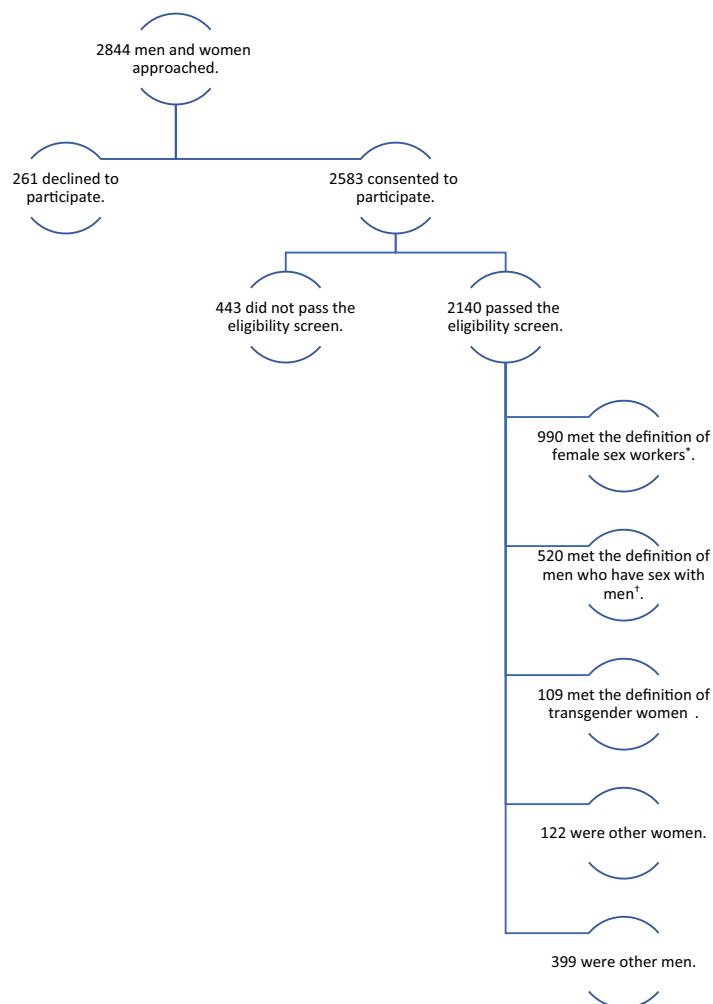 2844 men and women
approached.
261 declined to
participate.
2583 consented to
participate.
443 did not pass the
eligibility screen.
2140 passed the
eligibility screen.
990 met the definition of
female sex workers*.
520 met the definition of
men who have sex with
men†.
109 met the definition of
transgender women .
122 were other women.
399 were other men.